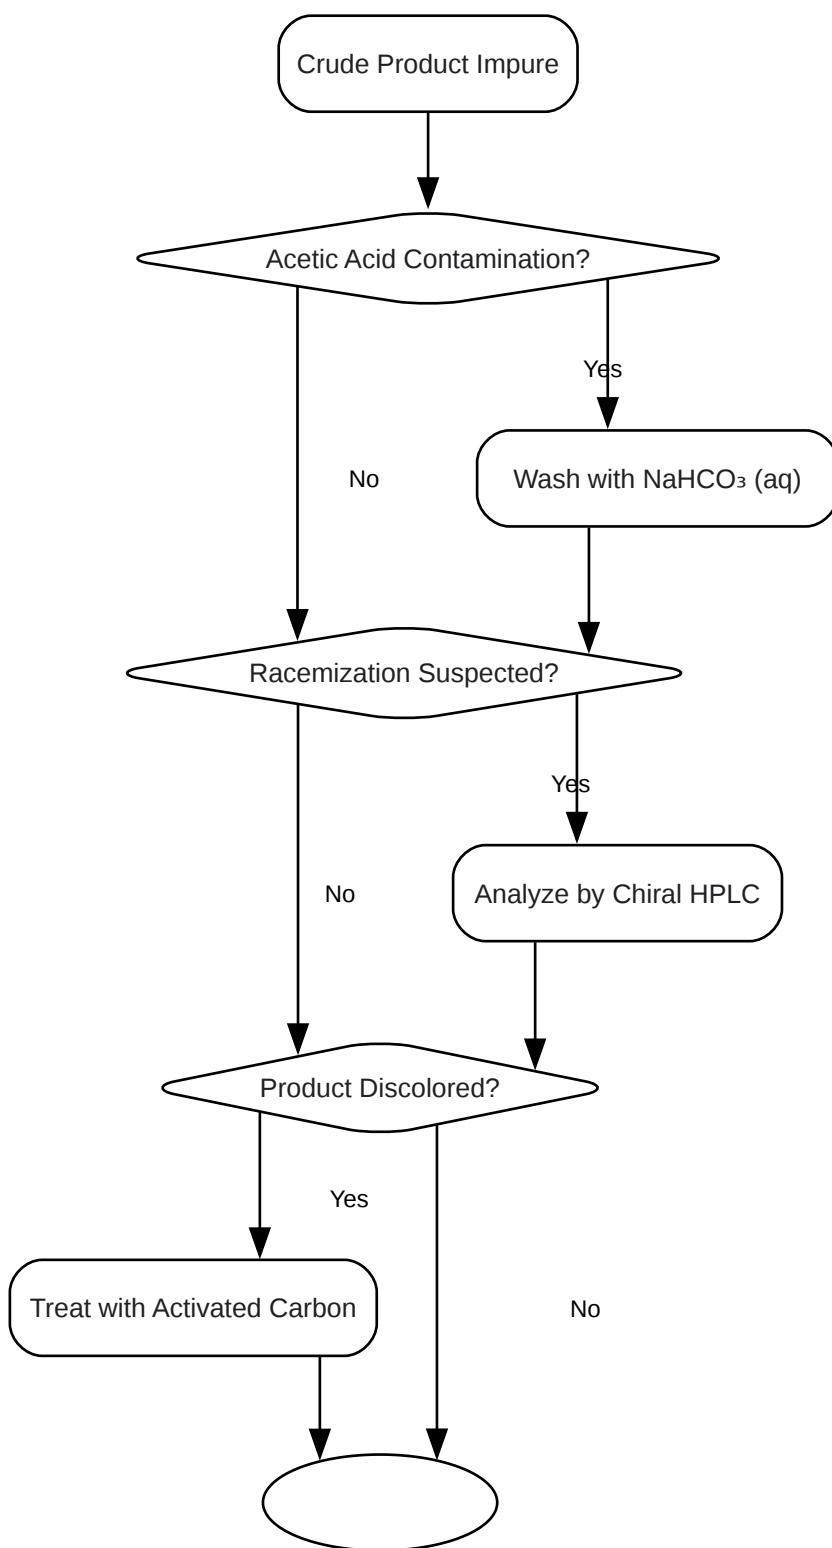 Crude Product Impure
Acetic Acid Contamination?
Yes
No
Wash with NaHCO₃ (aq)
Racemization Suspected?
Yes
No
Analyze by Chiral HPLC
Product Discolored?
Yes
Treat with Activated Carbon
No